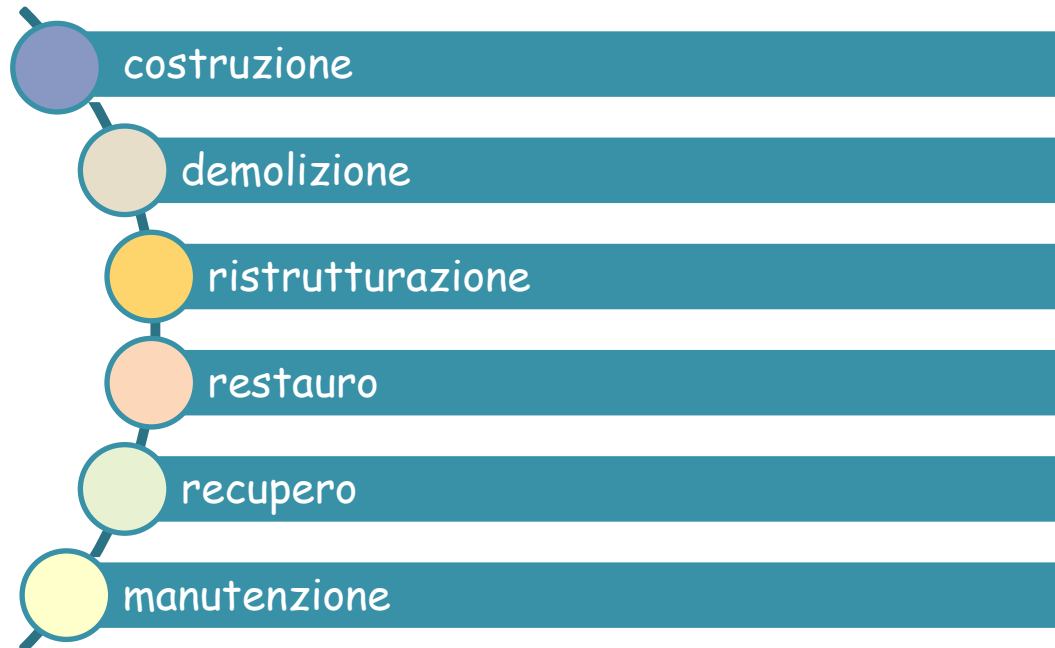 costruzione
demolizione
ristrutturazione
restauro
recupero
manutenzione